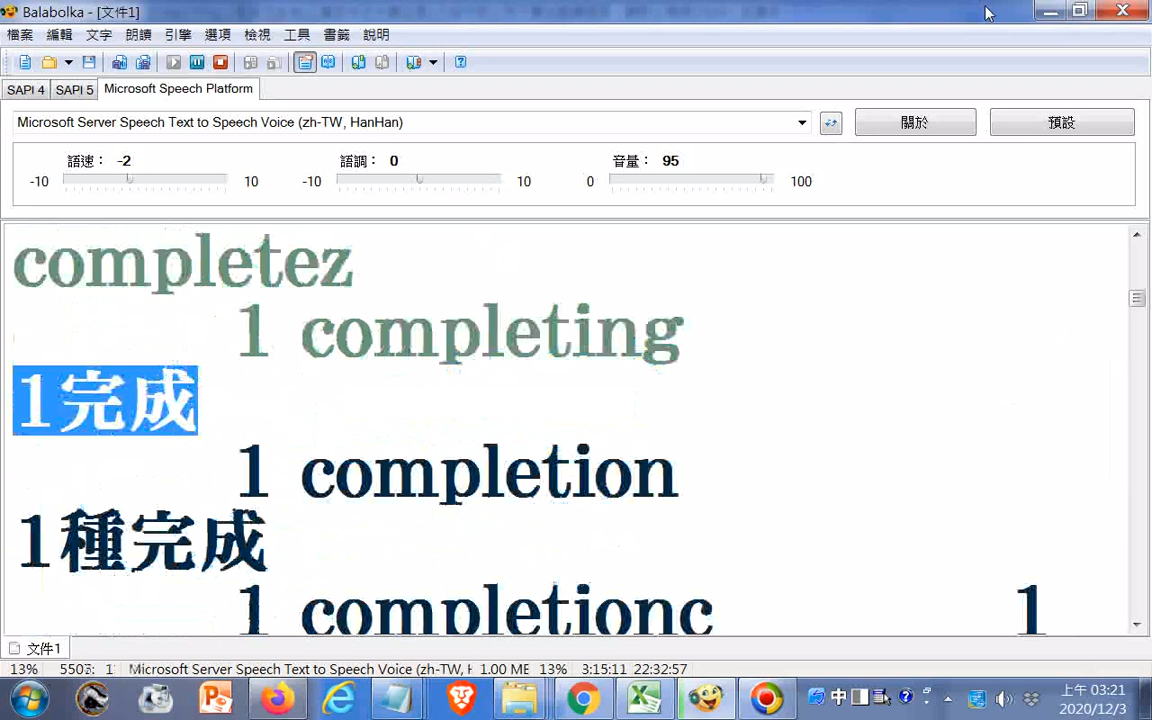 Balabolka - [文件1]
檔案 編輯 文字 朗讀 引擎 選項 檢視 工具 書籤 說明
SAPI 4 SAPI 5 Microsoft Speech Platform
Microsoft Server Speech Text to Speech Voice (zh-TW, HanHan) 關於 預設
語速： -2 語調： 0 音量： 95
-10 10 -10 10 0 100
completez
1 completing
1完成
1 completion
1種完成
1 completionc 1
文件1
13% Microsoft Server Speech Text to Speech Voice (zh-TW, 1.00 ME 13% 3:15:11 22:32:57
中 上午 03:21
2020/12/3